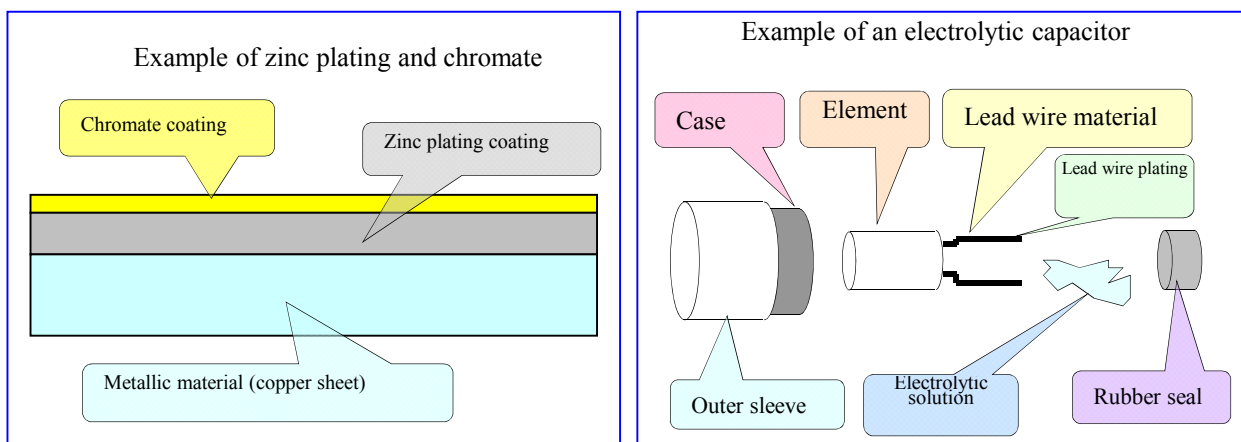 Example of zinc plating and chromate
Chromate coating
Zinc plating coating
Metallic material (copper sheet)
Example of an electrolytic capacitor
Case
Element
Lead wire material
Lead wire plating
Outer sleeve
Electrolytic
solution
Rubber seal